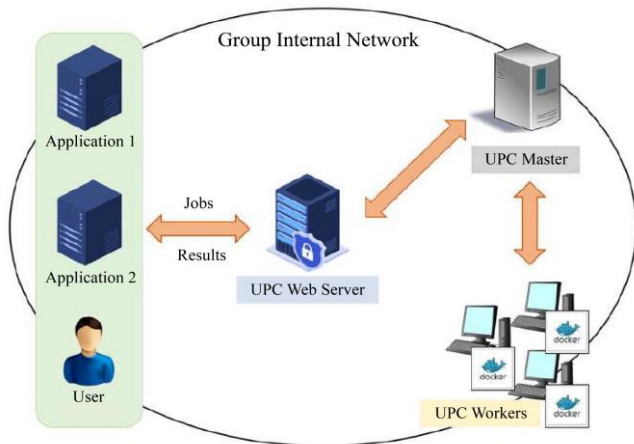 Group Internal Network
Application 1
UPC Master
Jobs
Results
Application 2
UPC Web Server
User
docker
docker
docker
UPC Workers